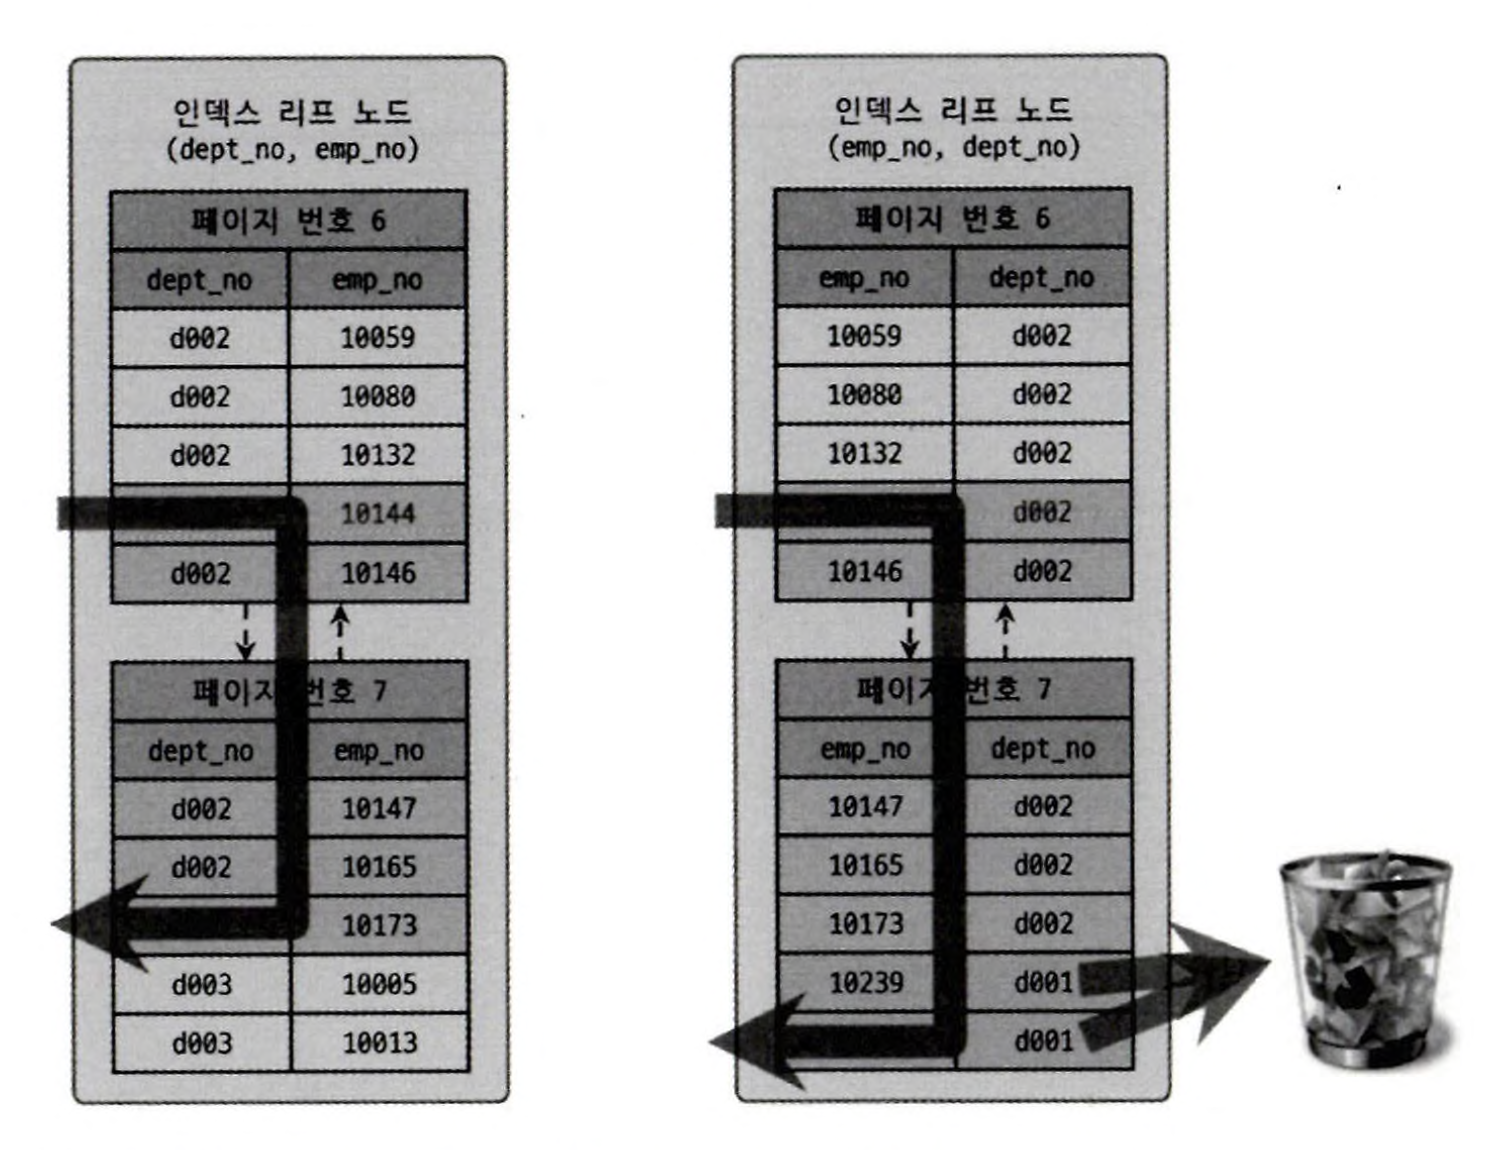 인덱스 리프 노드
(dept_no, emp_no)
페이지 번호 6
dept_no emp_no
d002 10059
d002 10080
d002 10132
10144
d002 10146
페이지 번호 7
dept_no emp_no
d002 10147
d002 10165
10173
d003 10005
d003 10013
인덱스 리프 노드
(emp_no, dept_no)
페이지 번호 6
emp_no dept_no
10059 d002
10080 d002
10132 d002
d002
10146 d002
페이지 번호 7
emp_no dept_no
10147 d002
10165 d002
10173 d002
10239 d001
d001